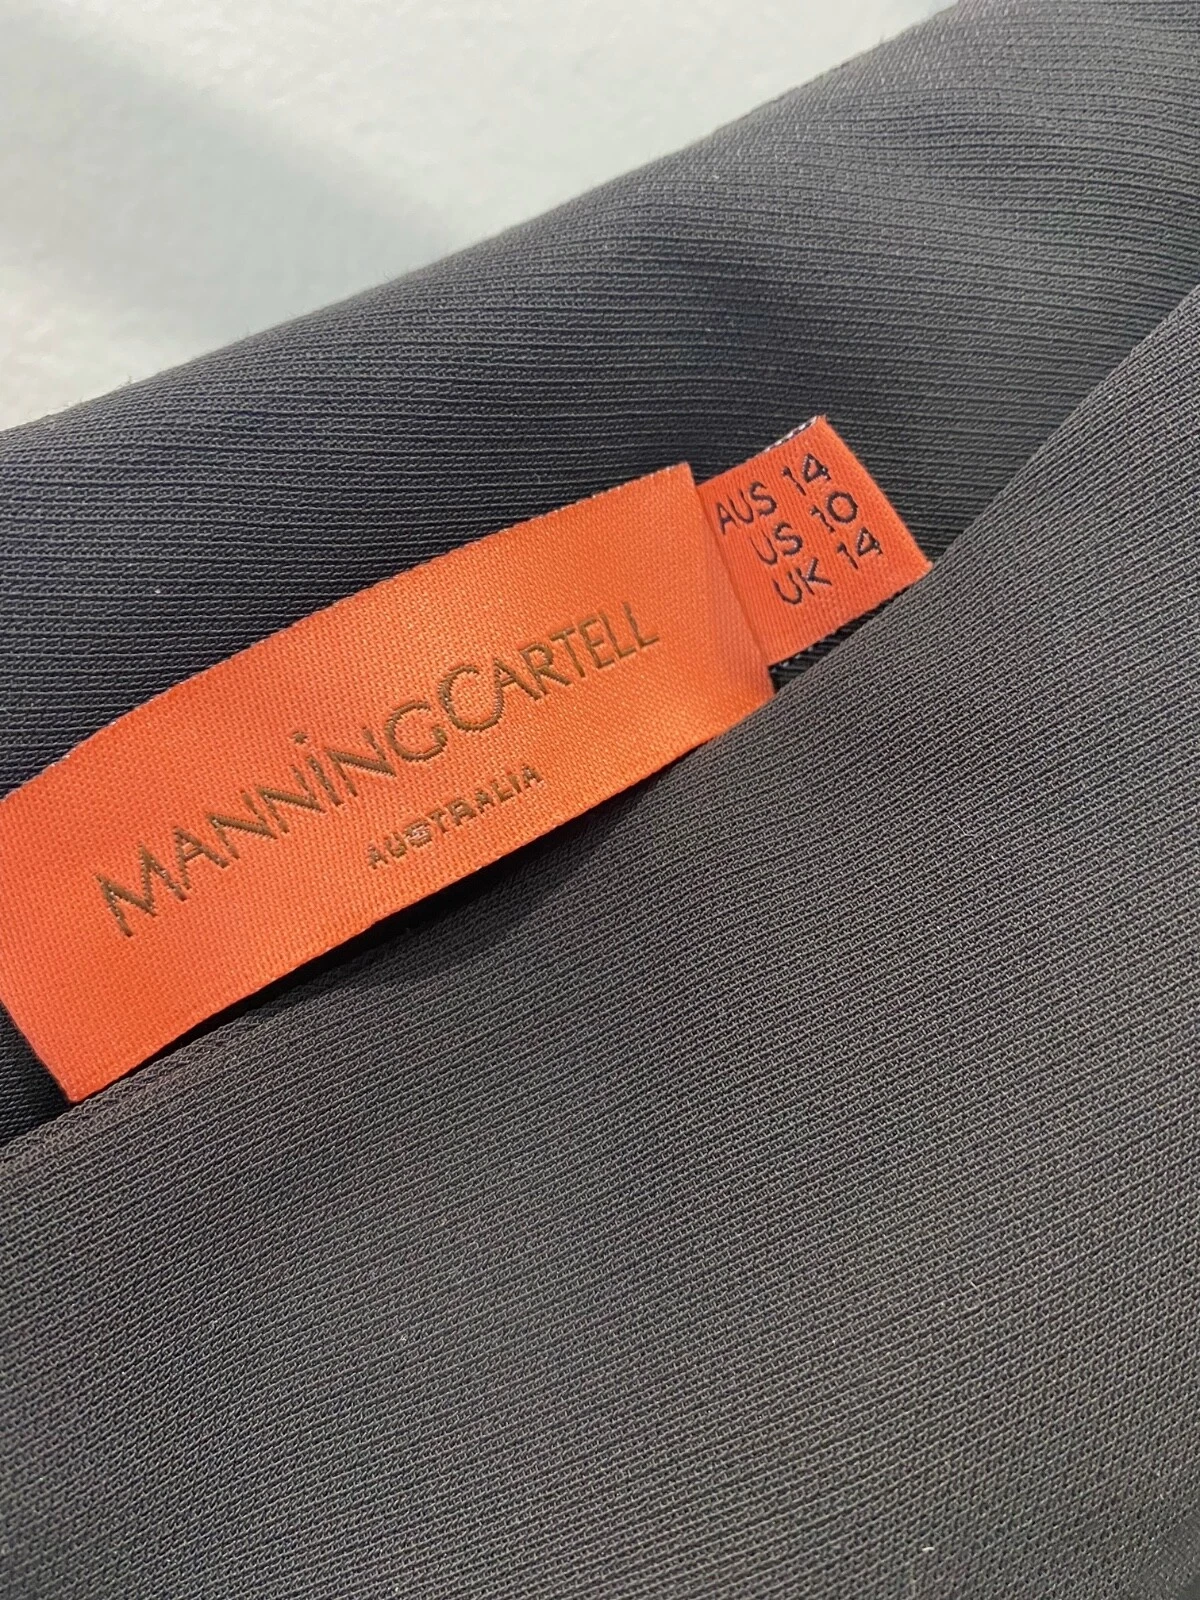 MANNiNGCARTELL
AUSTRALIA
AUS 14
US 10
UK 14